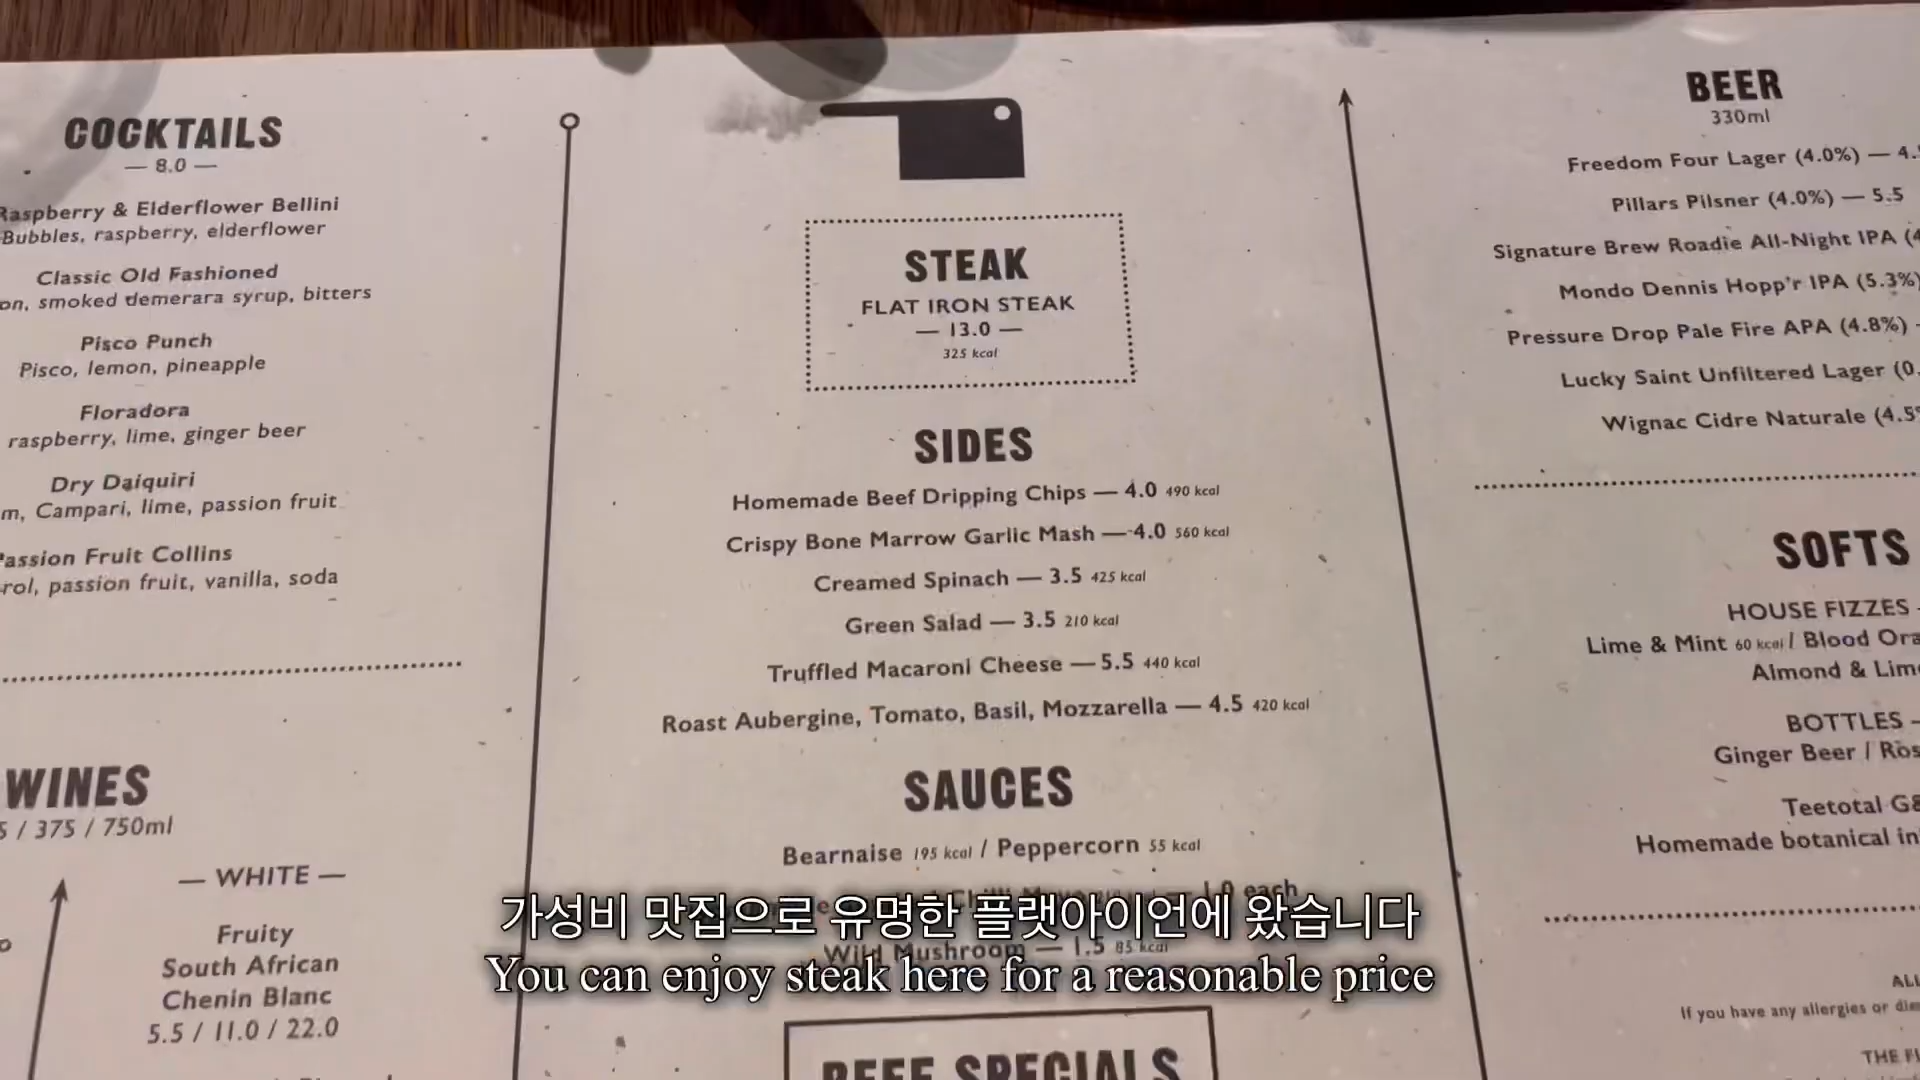 COCKTAILS
— 8.0 —
Raspberry & Elderflower Bellini
Bubbles, raspberry, elderflower
Classic Old Fashioned
smoked demerara syrup, bitters
Pisco Punch
Pisco, lemon, pineapple
Floradora
raspberry, lime, ginger beer
Dry Daiquiri
Campari, lime, passion fruit
Passion Fruit Collins
passion fruit, vanilla, soda
WINES
/ 375 / 750ml
— WHITE —
Fruity
South African
Chenin Blanc
5.5 / 11.0 / 22.0
STEAK
FLAT IRON STEAK
— 13.0 —
325 kcal
SIDES
Homemade Beef Dripping Chips — 4.0 490 kcal
Crispy Bone Marrow Garlic Mash — 4.0 560 kcal
Creamed Spinach — 3.5 425 kcal
Green Salad — 3.5 210 kcal
Truffled Macaroni Cheese — 5.5 440 kcal
Roast Aubergine, Tomato, Basil, Mozzarella — 4.5 420 kcal
SAUCES
Bearnaise 195 kcal / Peppercorn 55 kcal
1.0 each
Wild Mushroom — 1.5 85 kcal
BEEF SPECIALS
BEER
330ml
Freedom Four Lager (4.0%) —
Pillars Pilsner (4.0%) — 5.5
Signature Brew Roadie All-Night IPA
Mondo Dennis Hopp'r IPA (5.3%)
Pressure Drop Pale Fire APA (4.8%)
Lucky Saint Unfiltered Lager
Wignac Cidre Naturale
SOFTS
HOUSE FIZZES
Lime & Mint 60 kcal / Blood
Almond &
BOTTLES
Ginger Beer /
Teetotal
Homemade botanical
If you have any allergies or
가성비 맛집으로 유명한 플랫아이언에 왔습니다
You can enjoy steak here for a reasonable price